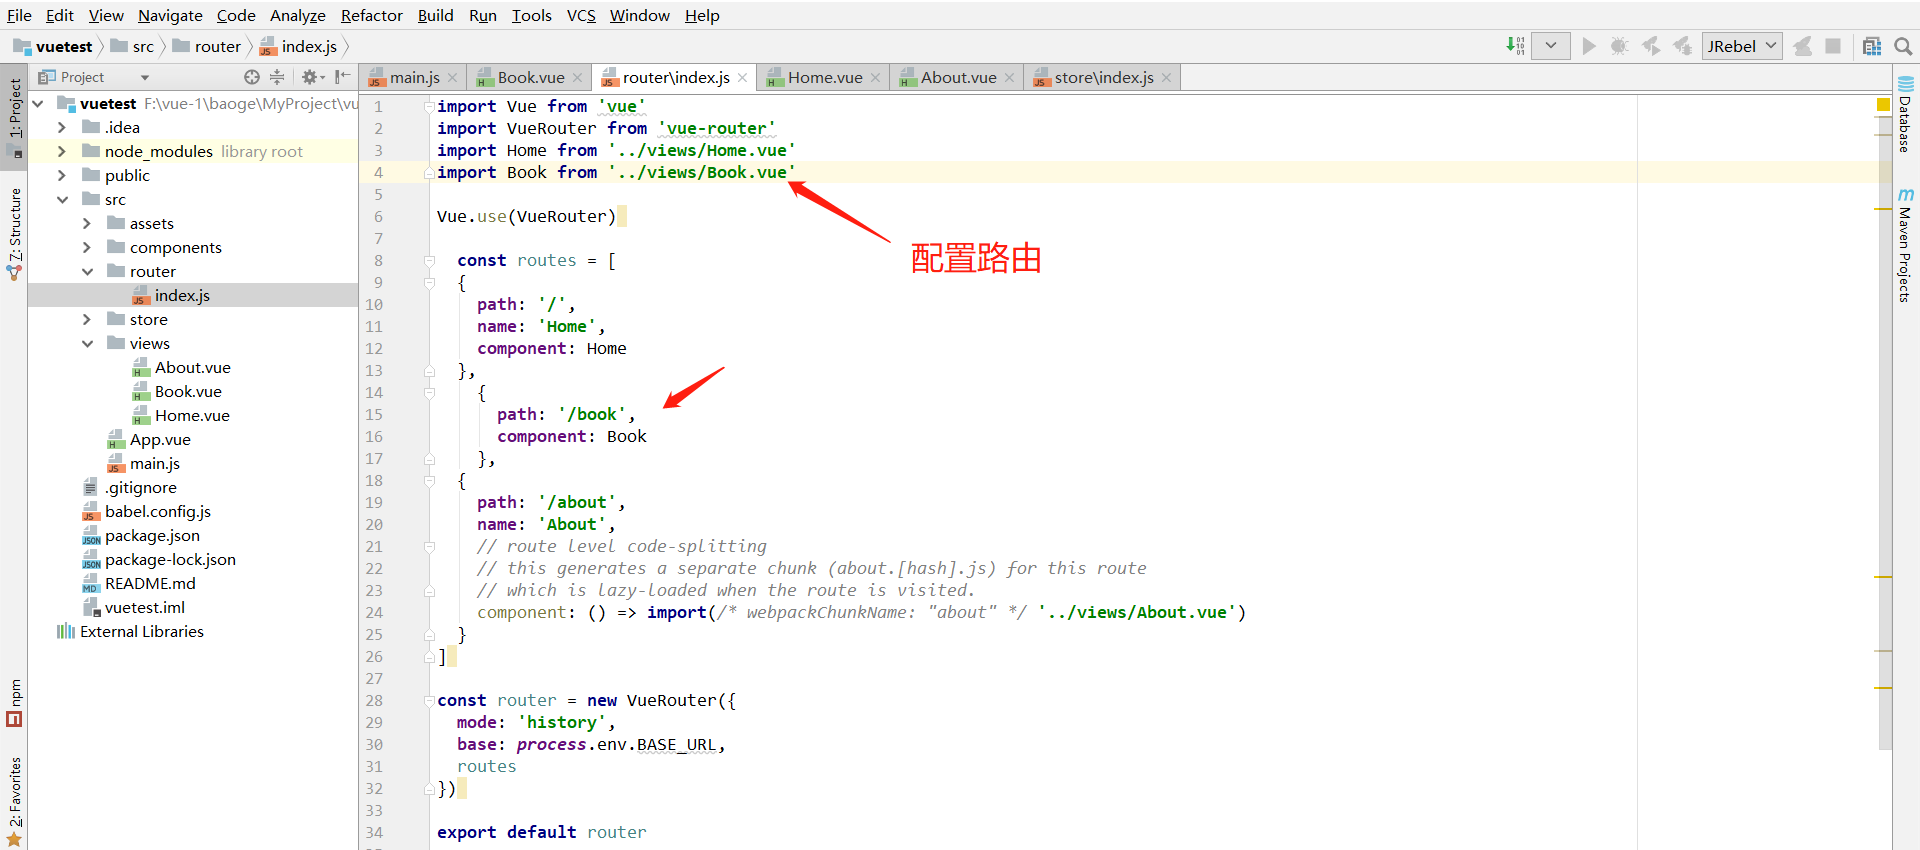 File Edit View Navigate Code Analyze Refactor Build Run Tools VCS Window Help
vuetest src router index.js JRebel
Project main.js Book.vue router\index.js Home.vue About.vue store\index.js
1: Project
7: Structure
npm
2: Favorites
vuetest F:\vue-1\baoge\MyProject\vu
.idea
node_modules library root
public
src
assets
components
router
index.js
store
views
About.vue
Book.vue
Home.vue
App.vue
main.js
.gitignore
babel.config.js
package.json
package-lock.json
README.md
vuetest.iml
External Libraries
1 import Vue from 'vue'
2 import VueRouter from 'vue-router'
3 import Home from '../views/Home.vue'
4 import Book from '../views/Book.vue'
5
6 Vue.use(VueRouter)
7
配置路由
8 const routes = [
9 {
10 path: '/',
11 name: 'Home',
12 component: Home
13 },
14 {
15 path: '/book',
16 component: Book
17 },
18 {
19 path: '/about',
20 name: 'About',
21 // route level code-splitting
22 // this generates a separate chunk (about.[hash].js) for this route
23 // which is lazy-loaded when the route is visited.
24 component: () => import(/* webpackChunkName: "about" */ '../views/About.vue')
25 }
26 ]
27
28 const router = new VueRouter({
29 mode: 'history',
30 base: process.env.BASE_URL,
31 routes
32 })
33
34 export default router
Database
Maven Projects